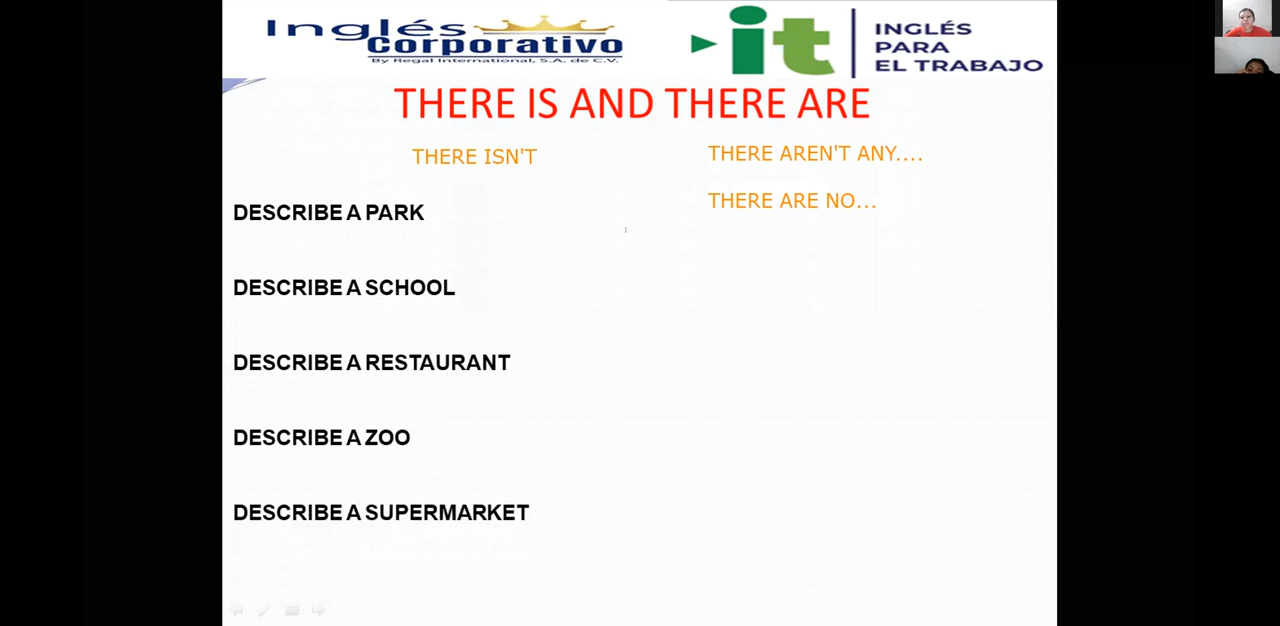 Inglés
Corporativo
By Regal International, S.A. de C.V.
it
INGLÉS
PARA
EL TRABAJO
THERE IS AND THERE ARE
THERE ISN'T
THERE AREN'T ANY....
THERE ARE NO...
DESCRIBE A PARK
DESCRIBE A SCHOOL
DESCRIBE A RESTAURANT
DESCRIBE A ZOO
DESCRIBE A SUPERMARKET